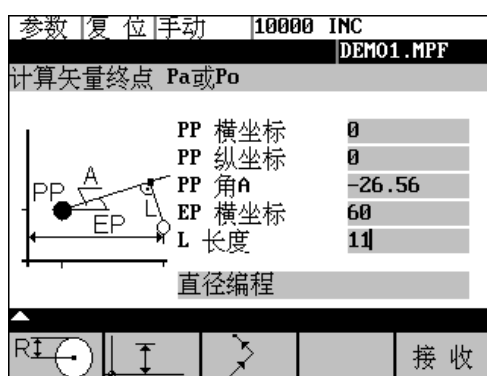 参数 复 位 手动 10000 INC
DEMO1.MPF
计算矢量终点 Pa或Po
PP 横坐标 0
PP 纵坐标 0
PP 角A -26.56
EP 横坐标 60
L 长度 11
直径编程
A
PP
L
EP
R
接 收